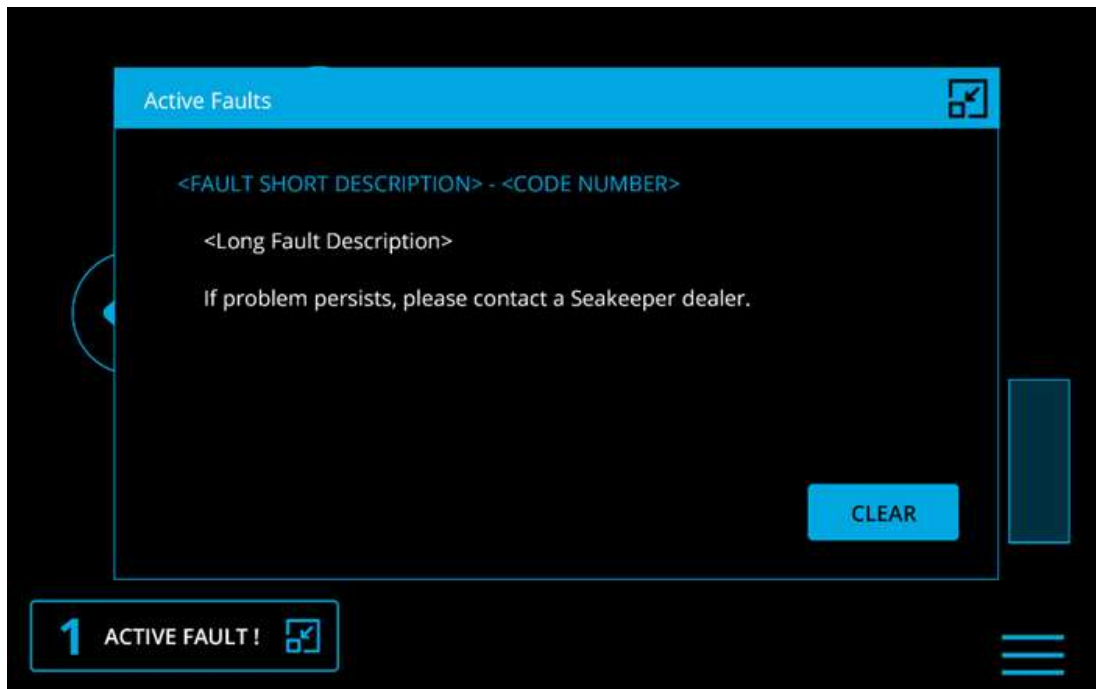 Active Faults
<FAULT SHORT DESCRIPTION> - <CODE NUMBER>
<Long Fault Description>
If problem persists, please contact a Seakeeper dealer.
CLEAR
1 ACTIVE FAULT !